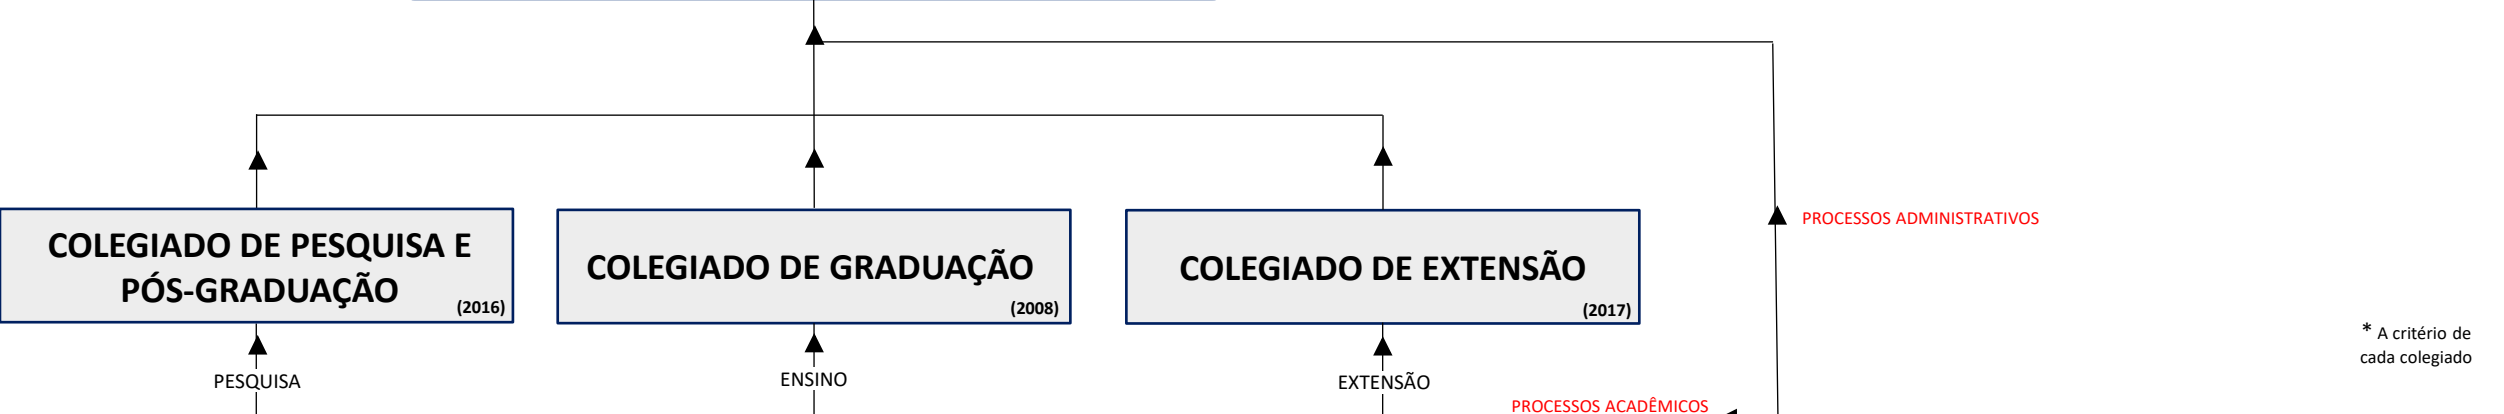 PROCESSOS ADMINISTRATIVOS
COLEGIADO DE PESQUISA E
PÓS-GRADUAÇÃO
(2016)
COLEGIADO DE GRADUAÇÃO
(2008)
COLEGIADO DE EXTENSÃO
(2017)
* A critério de
cada colegiado
PESQUISA
ENSINO
EXTENSÃO
PROCESSOS ACADÊMICOS